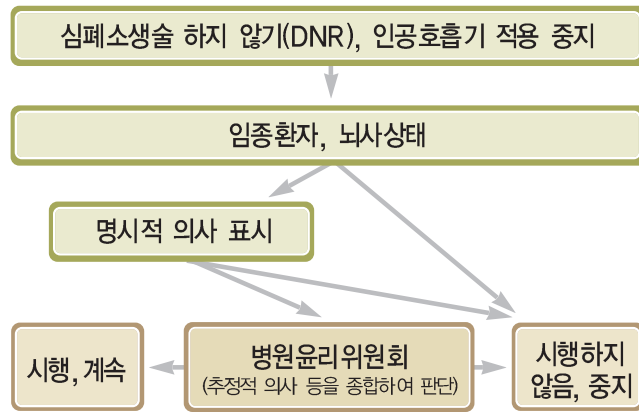 심폐소생술 하지 않기(DNR), 인공호흡기 적용 중지
임종환자, 뇌사상태
명시적 의사 표시
시행, 계속
병원윤리위원회
(추정적 의사 등을 종합하여 판단)
시행하지
않음, 중지